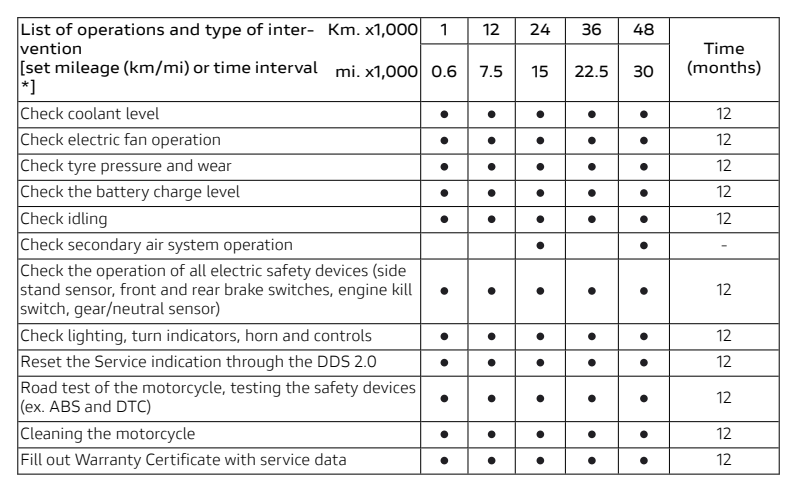 List of operations and type of inter- Km. x1,000 1 12 24 36 48 Time
vention
[set mileage (km/mi) or time interval mi. x1,000 0.6 7.5 15 22.5 30 (months)
*]
Check coolant level ● ● ● ● ● 12
Check electric fan operation ● ● ● ● ● 12
Check tyre pressure and wear ● ● ● ● ● 12
Check the battery charge level ● ● ● ● ● 12
Check idling ● ● ● ● ● 12
Check secondary air system operation ● ● -
Check the operation of all electric safety devices (side
stand sensor, front and rear brake switches, engine kill ● ● ● ● ● 12
switch, gear/neutral sensor)
Check lighting, turn indicators, horn and controls ● ● ● ● ● 12
Reset the Service indication through the DDS 2.0 ● ● ● ● ● 12
Road test of the motorcycle, testing the safety devices ● ● ● ● ● 12
(ex. ABS and DTC)
Cleaning the motorcycle ● ● ● ● ● 12
Fill out Warranty Certificate with service data ● ● ● ● ● 12